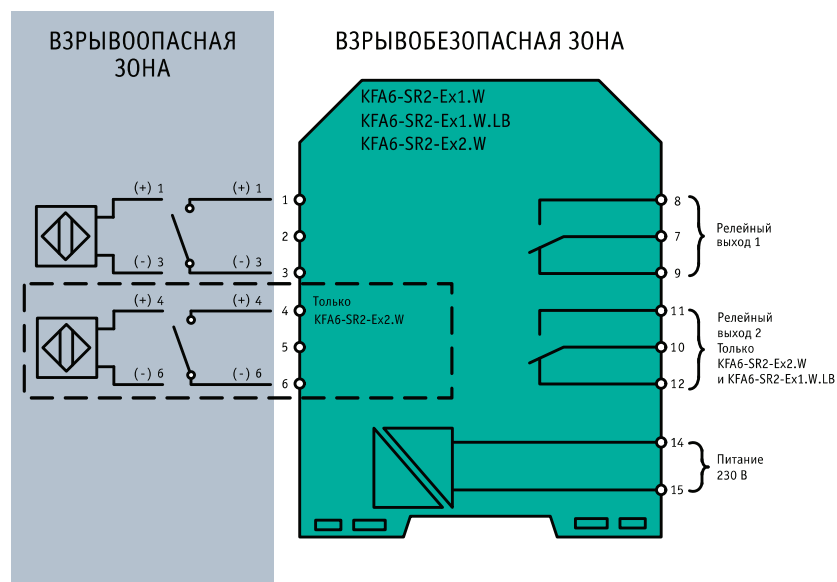 ВЗРЫВООПАСНАЯ
ЗОНА
ВЗРЫВОБЕЗОПАСНАЯ ЗОНА
KFA6-SR2-Ex1.W
KFA6-SR2-Ex1.W.LB
KFA6-SR2-Ex2.W
(+) 1
(+) 1
1
2
(-) 3
(-) 3
3
(+) 4
(+) 4
4
Только
KFA6-SR2-Ex2.W
5
(-) 6
(-) 6
6
8
7
9
Релейный
выход 1
11
10
12
Релейный
выход 2
Только
KFA6-SR2-Ex2.W
и KFA6-SR2-Ex1.W.LB
14
15
Питание
230 В